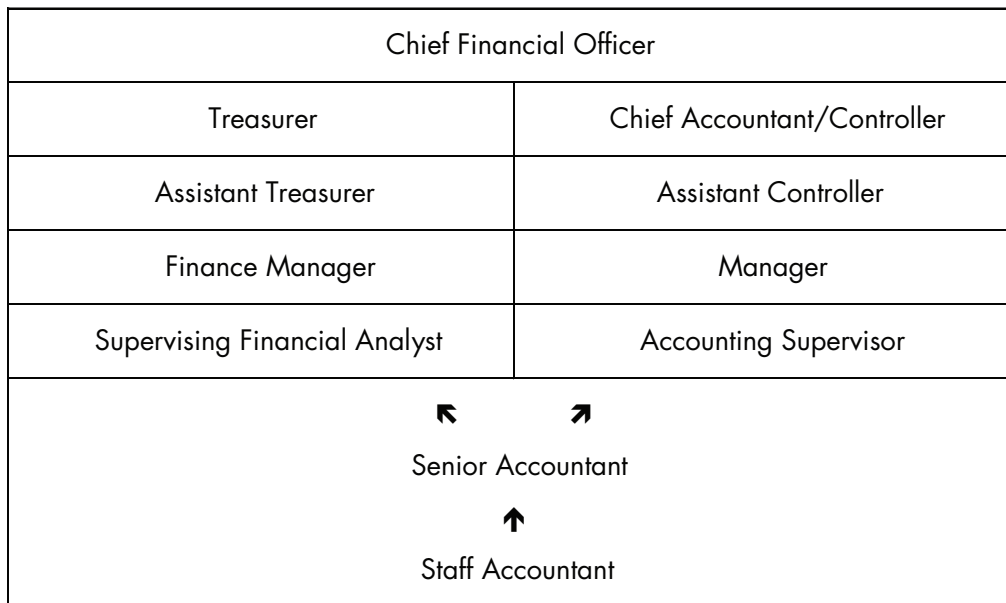 Chief Financial Officer
Treasurer Chief Accountant/Controller
Assistant Treasurer Assistant Controller
Finance Manager Manager
Supervising Financial Analyst Accounting Supervisor
Senior Accountant
Staff Accountant